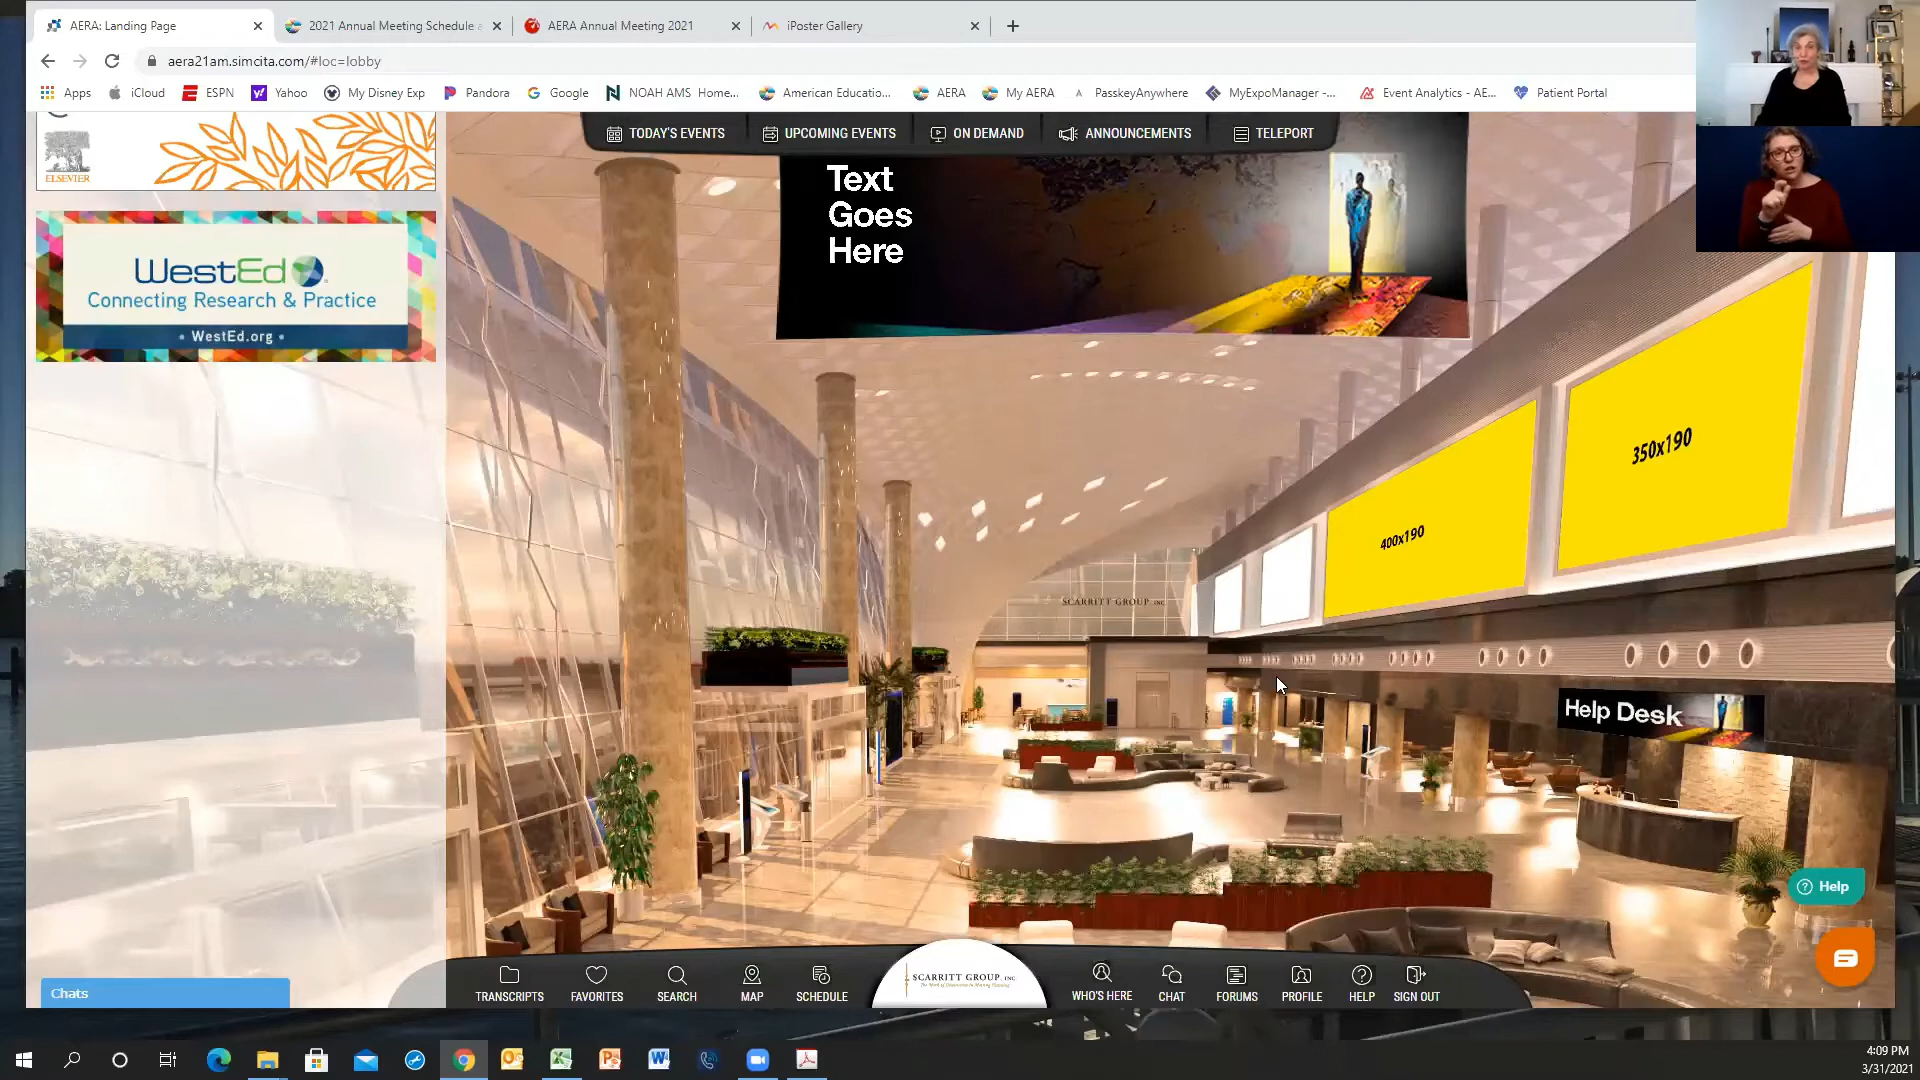 AERA: Landing Page
2021 Annual Meeting Schedule a
AERA Annual Meeting 2021
iPoster Gallery
aera21am.simcita.com/#loc=lobby
Apps
iCloud
ESPN
Yahoo
My Disney Exp
Pandora
Google
NOAH AMS Home...
American Educatio...
AERA
My AERA
PasskeyAnywhere
MyExpoManager -...
Event Analytics - AE...
Patient Portal
TODAY'S EVENTS
UPCOMING EVENTS
ON DEMAND
ANNOUNCEMENTS
TELEPORT
ELSEVIER
WestEd
Connecting Research & Practice
• WestEd.org •
Text
Goes
Here
350x190
400x190
SCARRITT GROUP INC
Help Desk
Help
Chats
TRANSCRIPTS
FAVORITES
SEARCH
MAP
SCHEDULE
SCARRITT GROUP, INC.
WHO'S HERE
CHAT
FORUMS
PROFILE
HELP
SIGN OUT
4:09 PM
3/31/2021